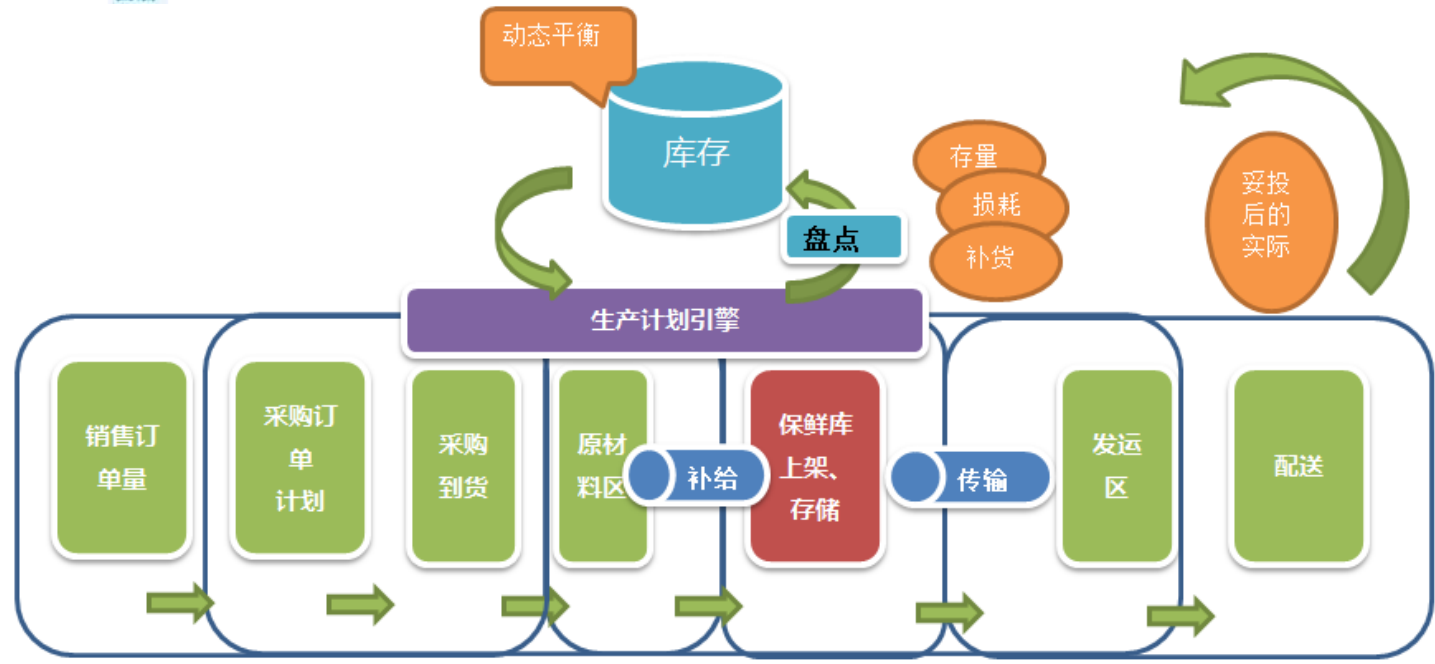 动态平衡
库存
盘点
存量
损耗
补货
妥投
后的
实际
生产计划引擎
销售订
单量
采购订
单
计划
采购
到货
原材
料区
补给
保鲜库
上架、
存储
传输
发运
区
配送